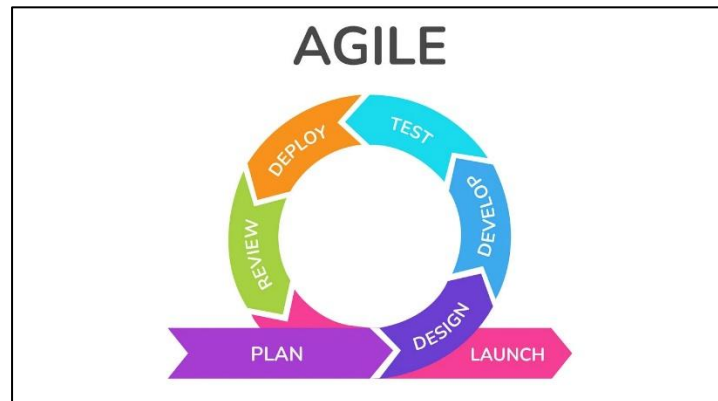 AGILE
PLAN
DESIGN
DEVELOP
TEST
DEPLOY
REVIEW
LAUNCH